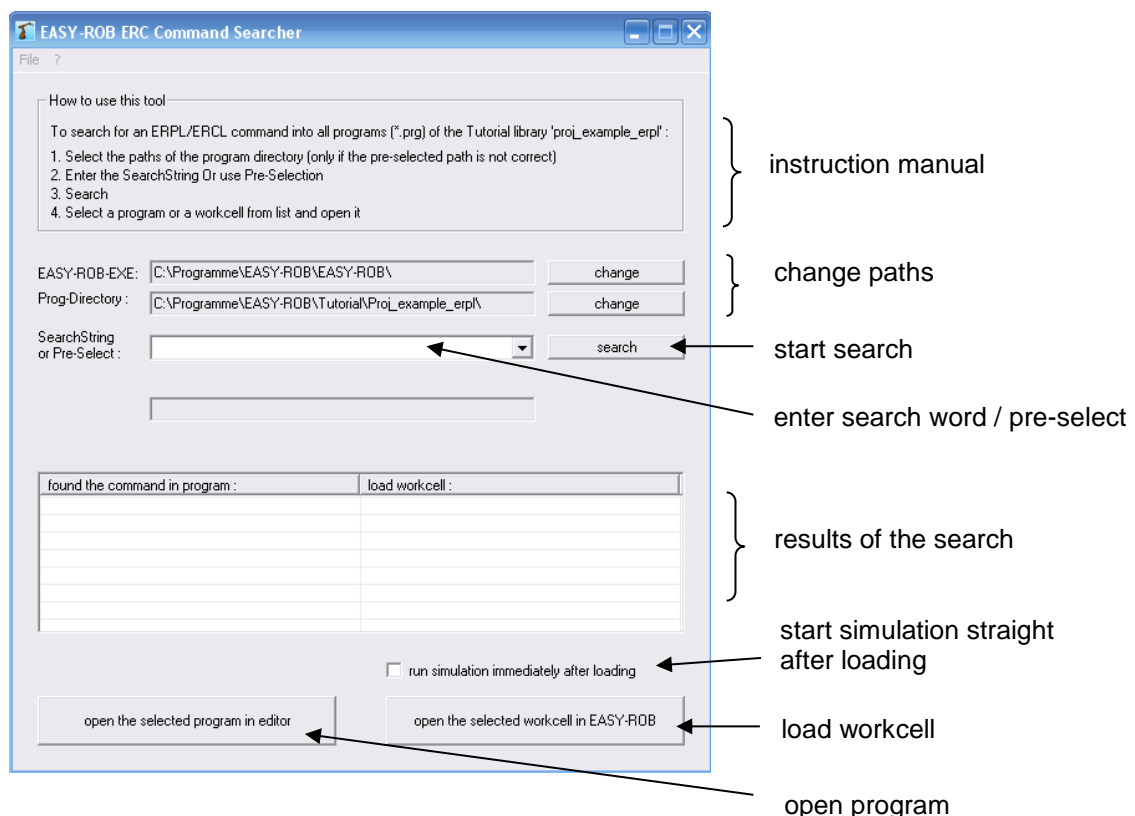 EASY-ROB ERC Command Searcher
File ?
How to use this tool
To search for an ERPL/ERCL command into all programs (*.prg) of the Tutorial library 'proj_example_erpl' :
1. Select the paths of the program directory (only if the pre-selected path is not correct)
2. Enter the SearchString Or use Pre-Selection
3. Search
4. Select a program or a workcell from list and open it
instruction manual
EASY-ROB-EXE: C:\Programme\EASY-ROB\EASY-ROB\ change
change paths
Prog-Directory : C:\Programme\EASY-ROB\Tutorial\Proj_example_erpl\ change
SearchString
or Pre-Select : search
start search
enter search word / pre-select
found the command in program : load workcell :
results of the search
start simulation straight
after loading
run simulation immediately after loading
open the selected program in editor open the selected workcell in EASY-ROB
load workcell
open program